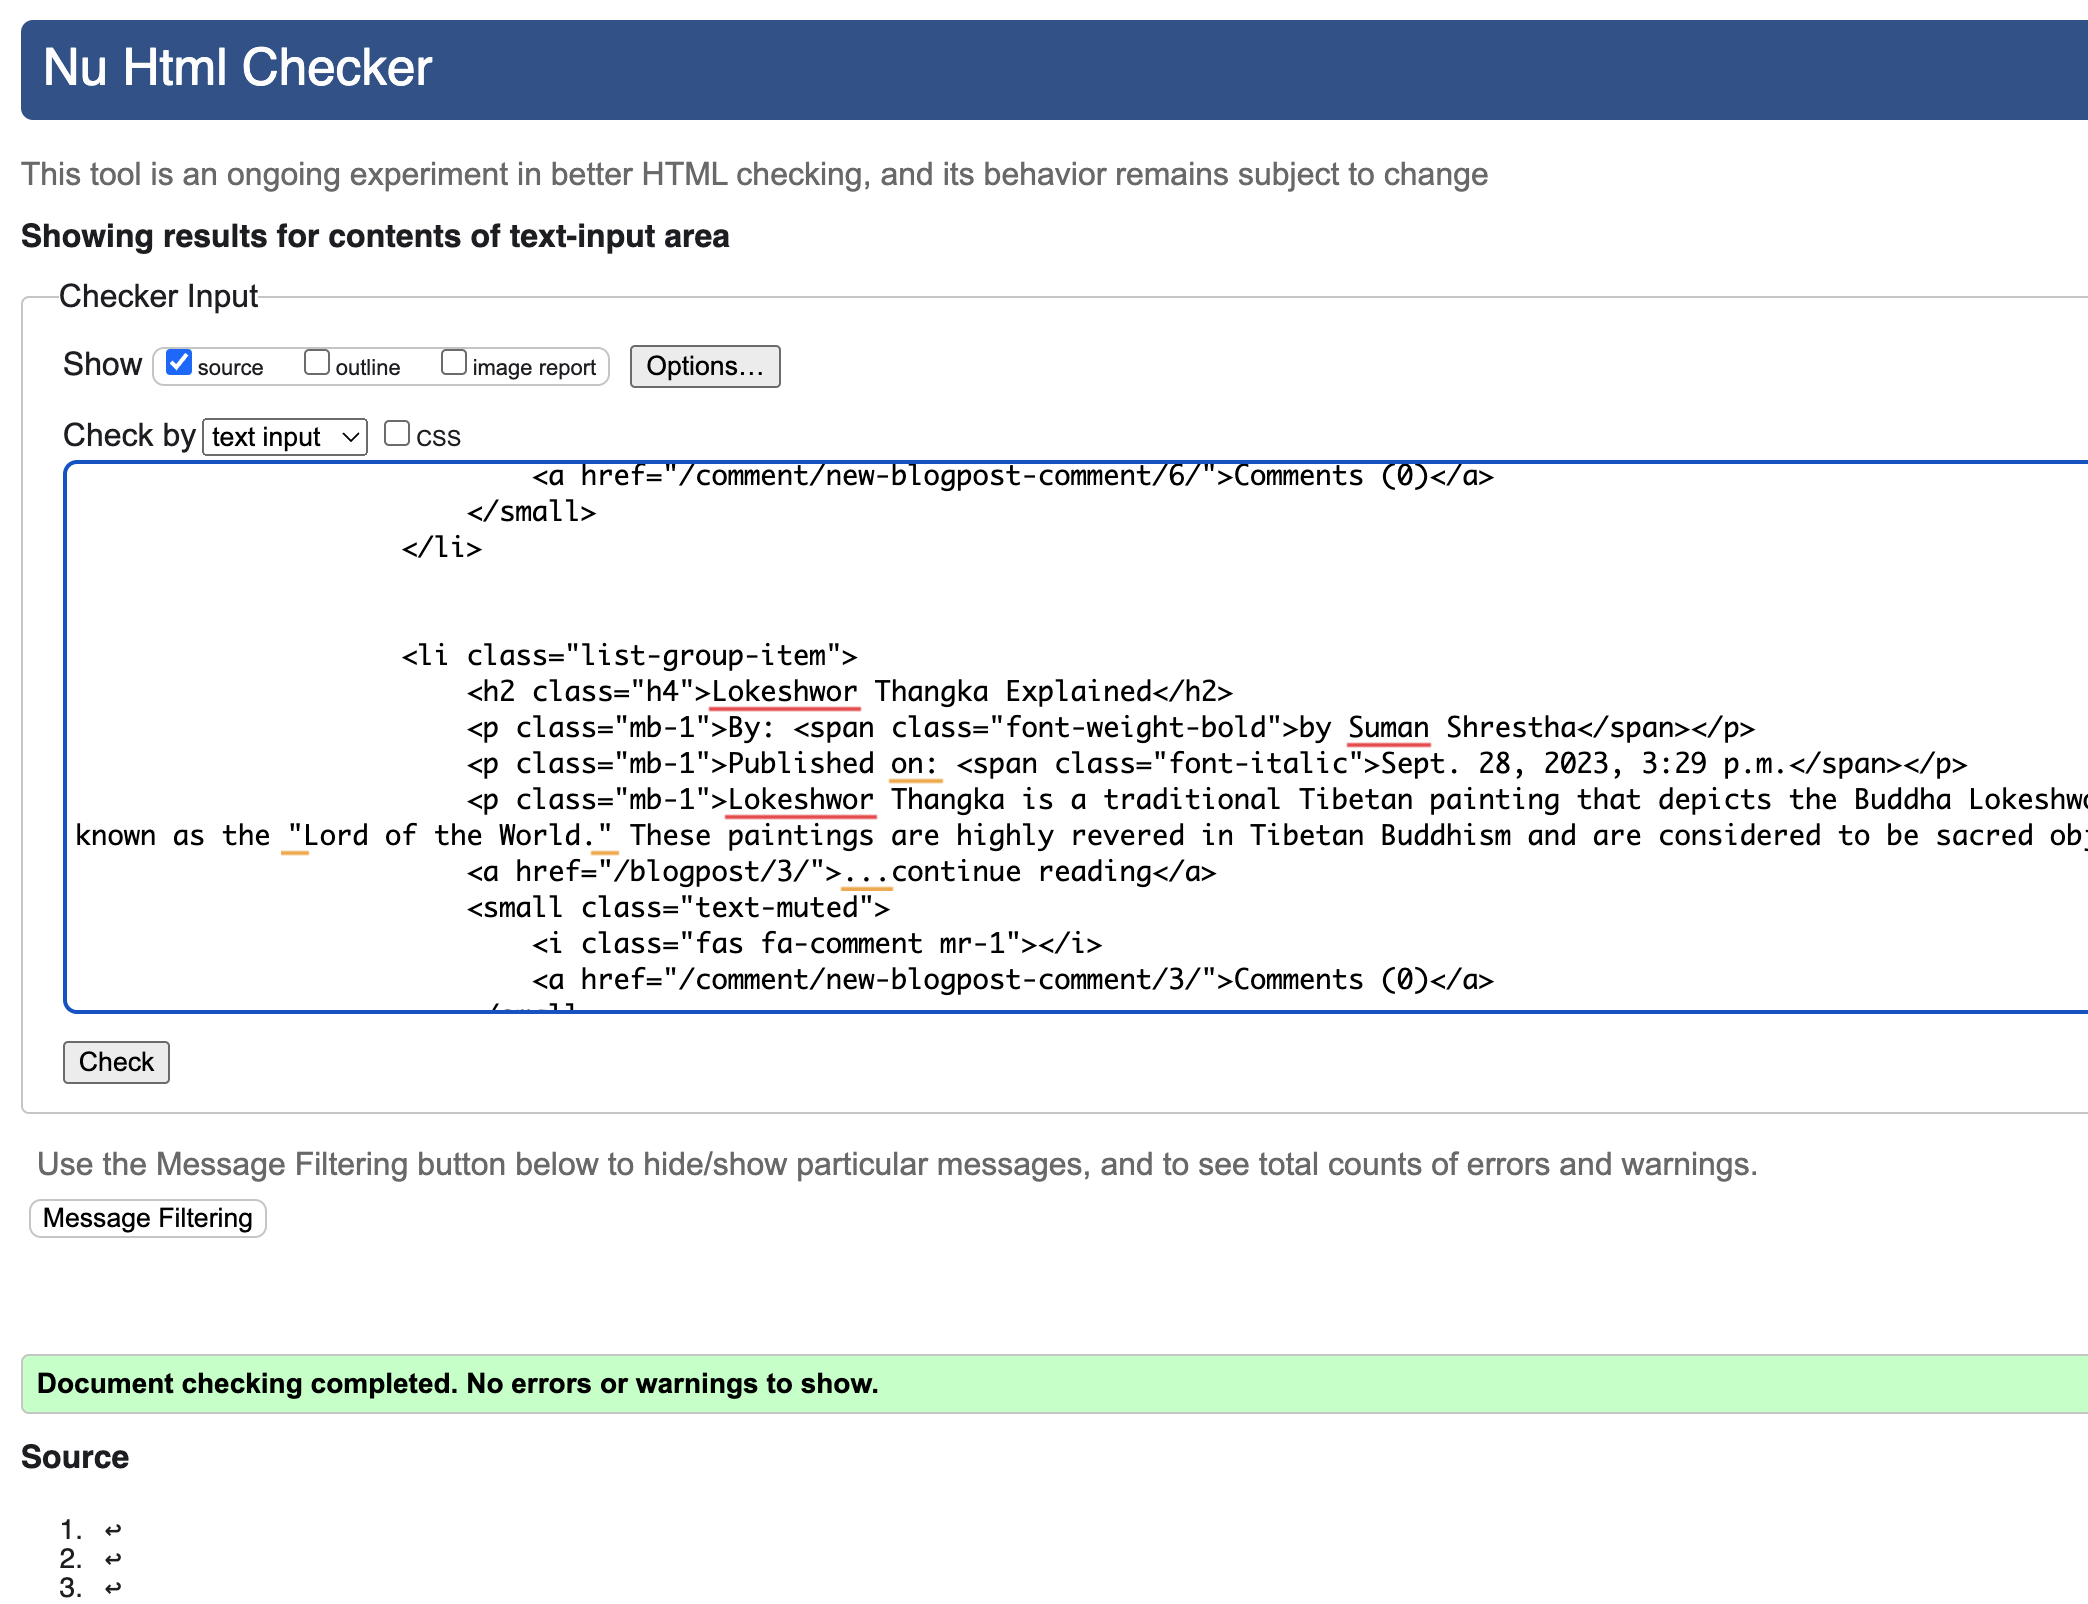 Nu Html Checker
This tool is an ongoing experiment in better HTML checking, and its behavior remains subject to change
Showing results for contents of text-input area
Checker Input
Show source outline image report Options...
Check by text input css
<a href="/comment/new-blogpost-comment/6/">Comments (0)</a>
</small>
</li>
<li class="list-group-item">
<h2 class="h4">Lokeshwor Thangka Explained</h2>
<p class="mb-1">By: <span class="font-weight-bold">by Suman Shrestha</span></p>
<p class="mb-1">Published on: <span class="font-italic">Sept. 28, 2023, 3:29 p.m.</span></p>
<p class="mb-1">Lokeshwor Thangka is a traditional Tibetan painting that depicts the Buddha
known as the "Lord of the World." These paintings are highly revered in Tibetan Buddhism and are considered to be sacred
<a href="/blogpost/3/">...continue reading</a>
<small class="text-muted">
<i class="fas fa-comment mr-1"></i>
<a href="/comment/new-blogpost-comment/3/">Comments (0)</a>
Check
Use the Message Filtering button below to hide/show particular messages, and to see total counts of errors and warnings.
Message Filtering
Document checking completed. No errors or warnings to show.
Source
1. ↩
2. ↩
3. ↩